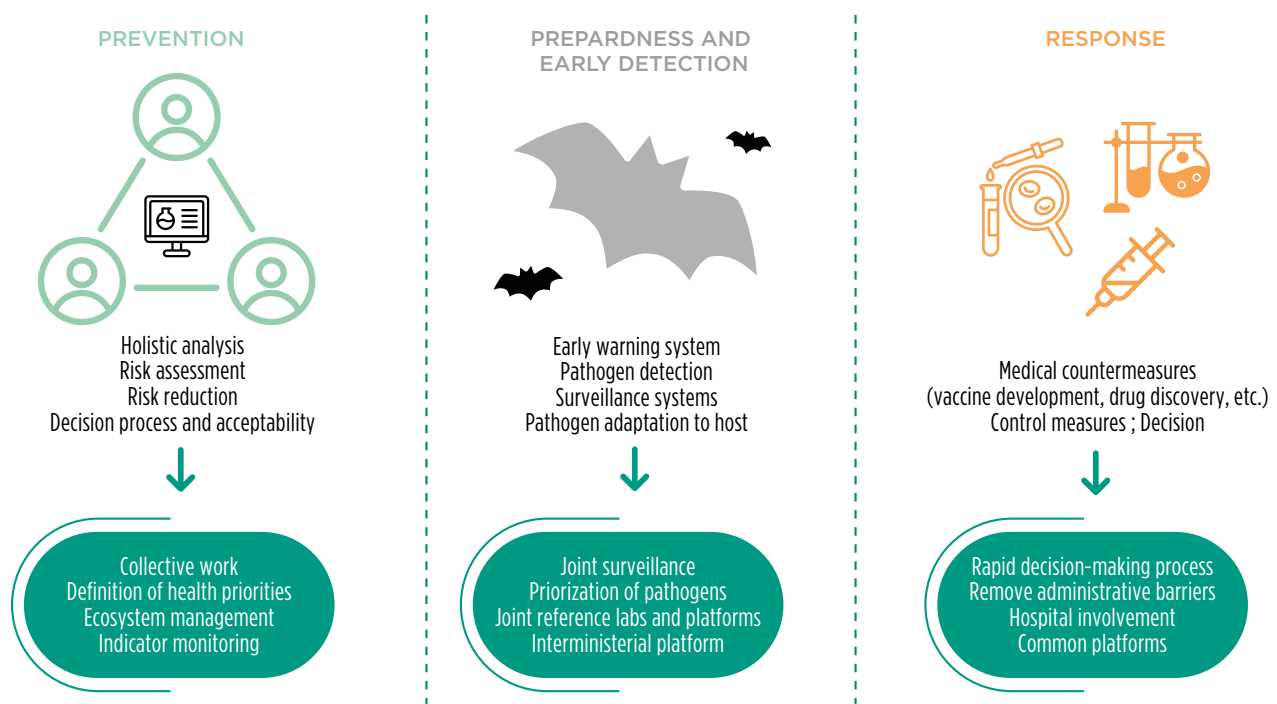 PREVENTION
Holistic analysis
Risk assessment
Risk reduction
Decision process and acceptability
Collective work
Definition of health priorities
Ecosystem management
Indicator monitoring
PREPARDNESS AND
EARLY DETECTION
Early warning system
Pathogen detection
Surveillance systems
Pathogen adaptation to host
Joint surveillance
Priorization of pathogens
Joint reference labs and platforms
Interministerial platform
RESPONSE
Medical countermeasures
(vaccine development, drug discovery, etc.)
Control measures ; Decision
Rapid decision-making process
Remove administrative barriers
Hospital involvement
Common platforms